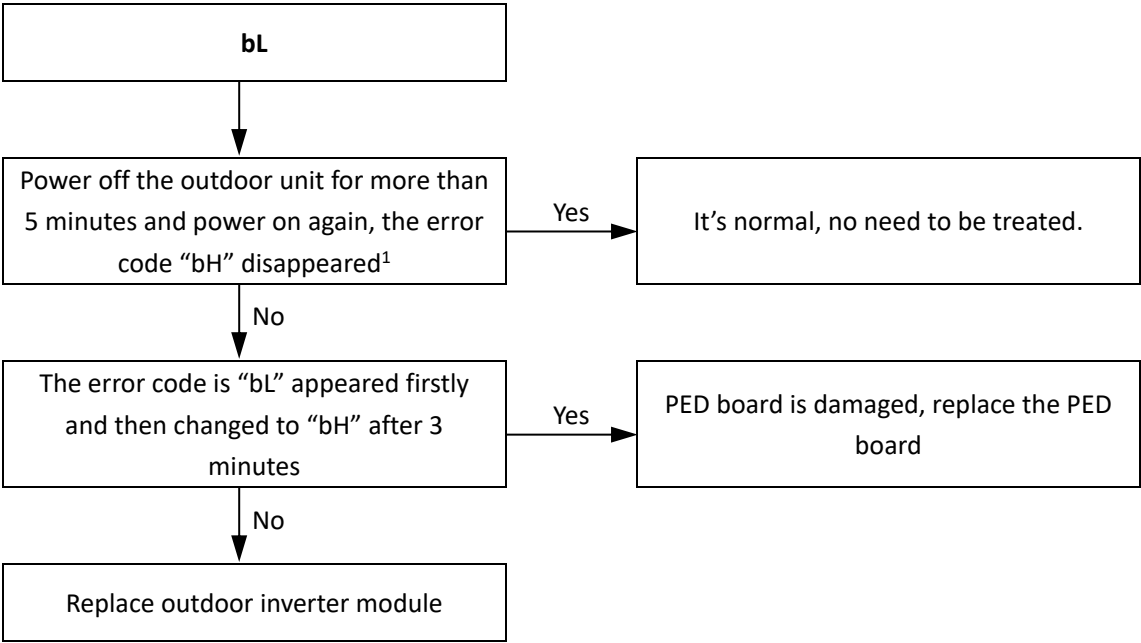 bL
Power off the outdoor unit for more than
5 minutes and power on again, the error
code “bH” disappeared¹
Yes
It’s normal, no need to be treated.
No
The error code is “bL” appeared firstly
and then changed to “bH” after 3
minutes
Yes
PED board is damaged, replace the PED
board
No
Replace outdoor inverter module